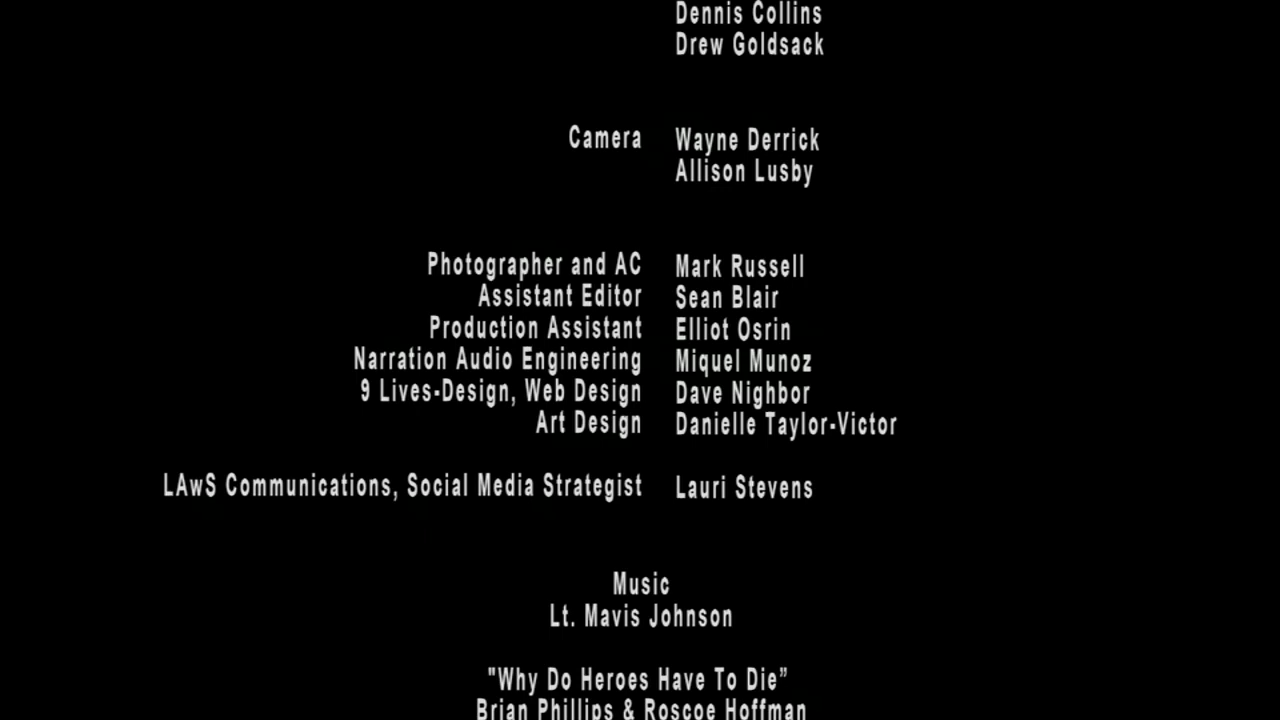 Dennis Collins
Drew Goldsack
Camera Wayne Derrick
Allison Lusby
Photographer and AC Mark Russell
Assistant Editor Sean Blair
Production Assistant Elliot Osrin
Narration Audio Engineering Miquel Munoz
9 Lives-Design, Web Design Dave Nighbor
Art Design Danielle Taylor-Victor
LAwS Communications, Social Media Strategist Lauri Stevens
Music
Lt. Mavis Johnson
"Why Do Heroes Have To Die”
Brian Phillips & Roscoe Hoffman